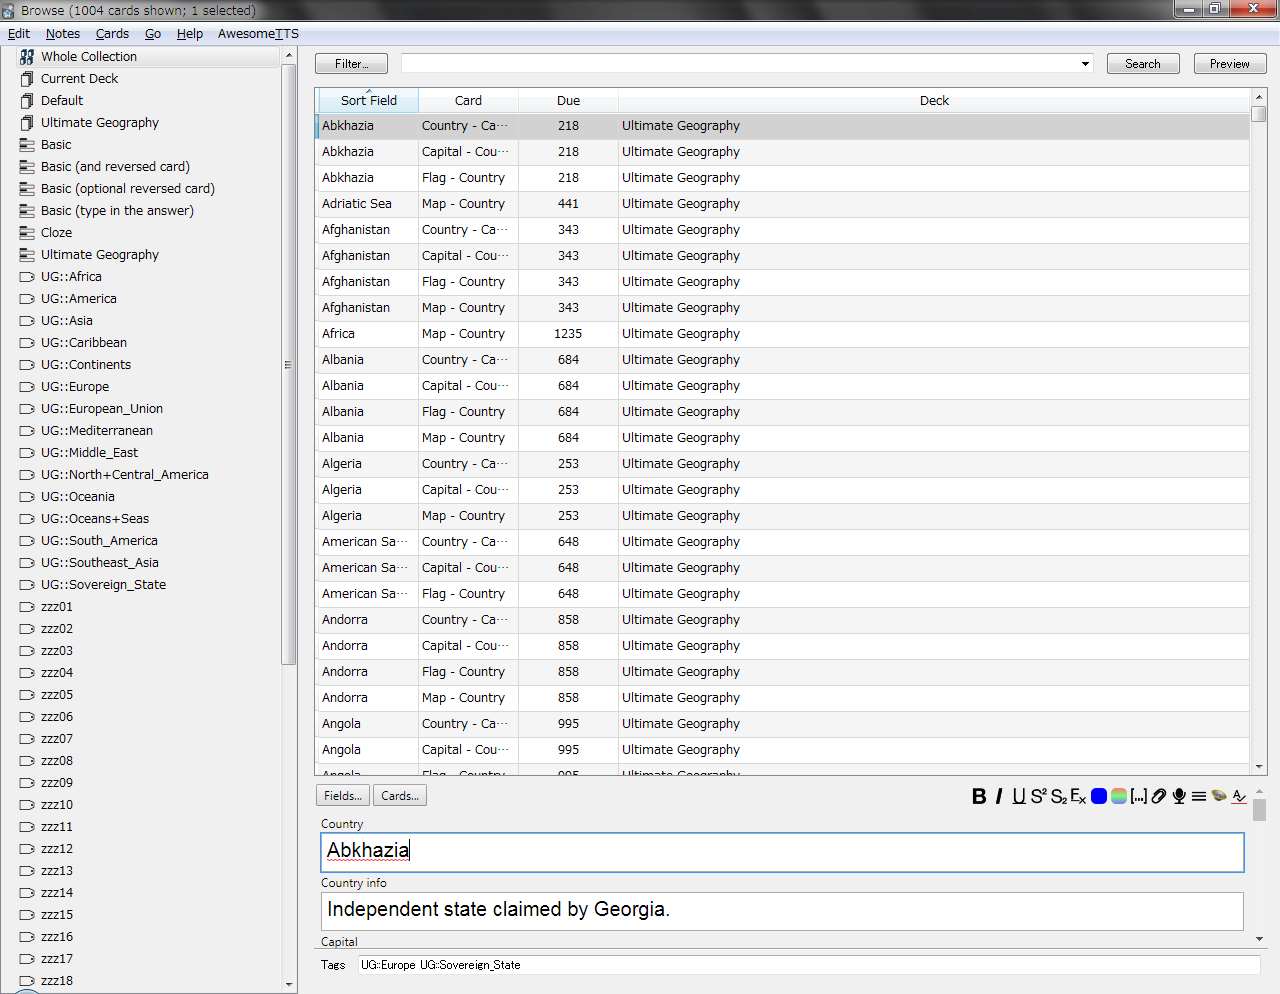 Browse (1004 cards shown; 1 selected)
Edit Notes Cards Go Help AwesomeTTS
Whole Collection
Current Deck
Default
Ultimate Geography
Basic
Basic (and reversed card)
Basic (optional reversed card)
Basic (type in the answer)
Cloze
Ultimate Geography
UG::Africa
UG::America
UG::Asia
UG::Caribbean
UG::Continents
UG::Europe
UG::European_Union
UG::Mediterranean
UG::Middle_East
UG::North+Central_America
UG::Oceania
UG::Oceans+Seas
UG::South_America
UG::Southeast_Asia
UG::Sovereign_State
zzz01
zzz02
zzz03
zzz04
zzz05
zzz06
zzz07
zzz08
zzz09
zzz10
zzz11
zzz12
zzz13
zzz14
zzz15
zzz16
zzz17
zzz18
Filter... Search Preview
Sort Field Card Due Deck
Abkhazia Country - Ca… 218 Ultimate Geography
Abkhazia Capital - Cou… 218 Ultimate Geography
Abkhazia Flag - Country 218 Ultimate Geography
Adriatic Sea Map - Country 441 Ultimate Geography
Afghanistan Country - Ca… 343 Ultimate Geography
Afghanistan Capital - Cou… 343 Ultimate Geography
Afghanistan Flag - Country 343 Ultimate Geography
Afghanistan Map - Country 343 Ultimate Geography
Africa Map - Country 1235 Ultimate Geography
Albania Country - Ca… 684 Ultimate Geography
Albania Capital - Cou… 684 Ultimate Geography
Albania Flag - Country 684 Ultimate Geography
Albania Map - Country 684 Ultimate Geography
Algeria Country - Ca… 253 Ultimate Geography
Algeria Capital - Cou… 253 Ultimate Geography
Algeria Map - Country 253 Ultimate Geography
American Sa… Country - Ca… 648 Ultimate Geography
American Sa… Capital - Cou… 648 Ultimate Geography
American Sa… Flag - Country 648 Ultimate Geography
Andorra Country - Ca… 858 Ultimate Geography
Andorra Capital - Cou… 858 Ultimate Geography
Andorra Flag - Country 858 Ultimate Geography
Andorra Map - Country 858 Ultimate Geography
Angola Country - Ca… 995 Ultimate Geography
Angola Capital - Cou… 995 Ultimate Geography
Angola Flag - Country 995 Ultimate Geography
Fields... Cards... B I U S² S₂ Ex [...]
Country
Abkhazia
Country info
Independent state claimed by Georgia.
Capital
Tags UG::Europe UG::Sovereign_State